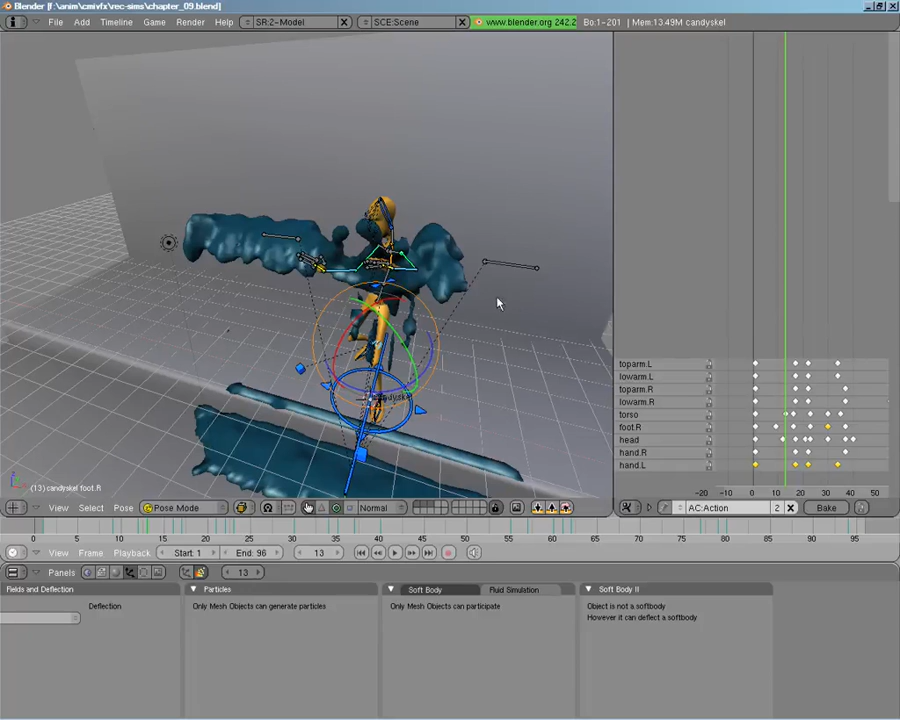 Blender [f:\anim\cmivfx\rec-sims\chapter_09.blend]
File Add Timeline Game Render Help SR:2-Model SCE:Scene www.blender.org 242.2 Bo:1-201 | Mem:13.49M candyskel
toparm.L
lowarm.L
toparm.R
lowarm.R
torso
foot.R
head
hand.R
hand.L
candyskel
(13) candyskel foot.R
-20 -10 0 10 20 30 40 50
View Select Pose Pose Mode Normal AC:Action 2 Bake
0 5 10 15 20 25 30 35 40 45 50 55 60 65 70 75 80 85 90 95
View Frame Playback Start: 1 End: 96 13
Panels 13
Fields and Deflection Particles Soft Body Fluid Simulation Soft Body II
Deflection Only Mesh Objects can generate particles Only Mesh Objects can participate Object is not a softbody
However it can deflect a softbody